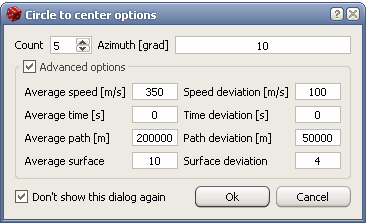 Circle to center options
Count 5 Azimuth [grad] 10
Advanced options
Average speed [m/s] 350 Speed deviation [m/s] 100
Average time [s] 0 Time deviation [s] 0
Average path [m] 200000 Path deviation [m] 50000
Average surface 10 Surface deviation 4
Don't show this dialog again Ok Cancel